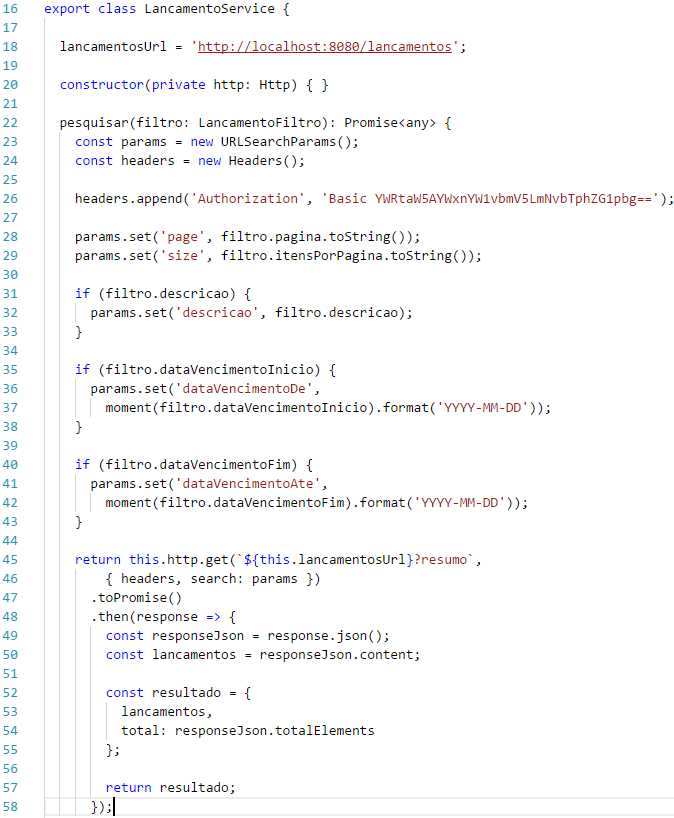 16 export class LancamentoService {
17
18 lancamentosUrl = 'http://localhost:8080/lancamentos';
19
20 constructor(private http: Http) { }
21
22 pesquisar(filtro: LancamentoFiltro): Promise<any> {
23 const params = new URLSearchParams();
24 const headers = new Headers();
25
26 headers.append('Authorization', 'Basic YWRtaW5AYWxnYW1vbmV5LmNvbTphZG1pbg==');
27
28 params.set('page', filtro.pagina.toString());
29 params.set('size', filtro.itensPorPagina.toString());
30
31 if (filtro.descricao) {
32 params.set('descricao', filtro.descricao);
33 }
34
35 if (filtro.dataVencimentoInicio) {
36 params.set('dataVencimentoDe',
37 moment(filtro.dataVencimentoInicio).format('YYYY-MM-DD'));
38 }
39
40 if (filtro.dataVencimentoFim) {
41 params.set('dataVencimentoAte',
42 moment(filtro.dataVencimentoFim).format('YYYY-MM-DD'));
43 }
44
45 return this.http.get(`${this.lancamentosUrl}?resumo`,
46 { headers, search: params })
47 .toPromise()
48 .then(response => {
49 const responseJson = response.json();
50 const lancamentos = responseJson.content;
51
52 const resultado = {
53 lancamentos,
54 total: responseJson.totalElements
55 };
56
57 return resultado;
58 });